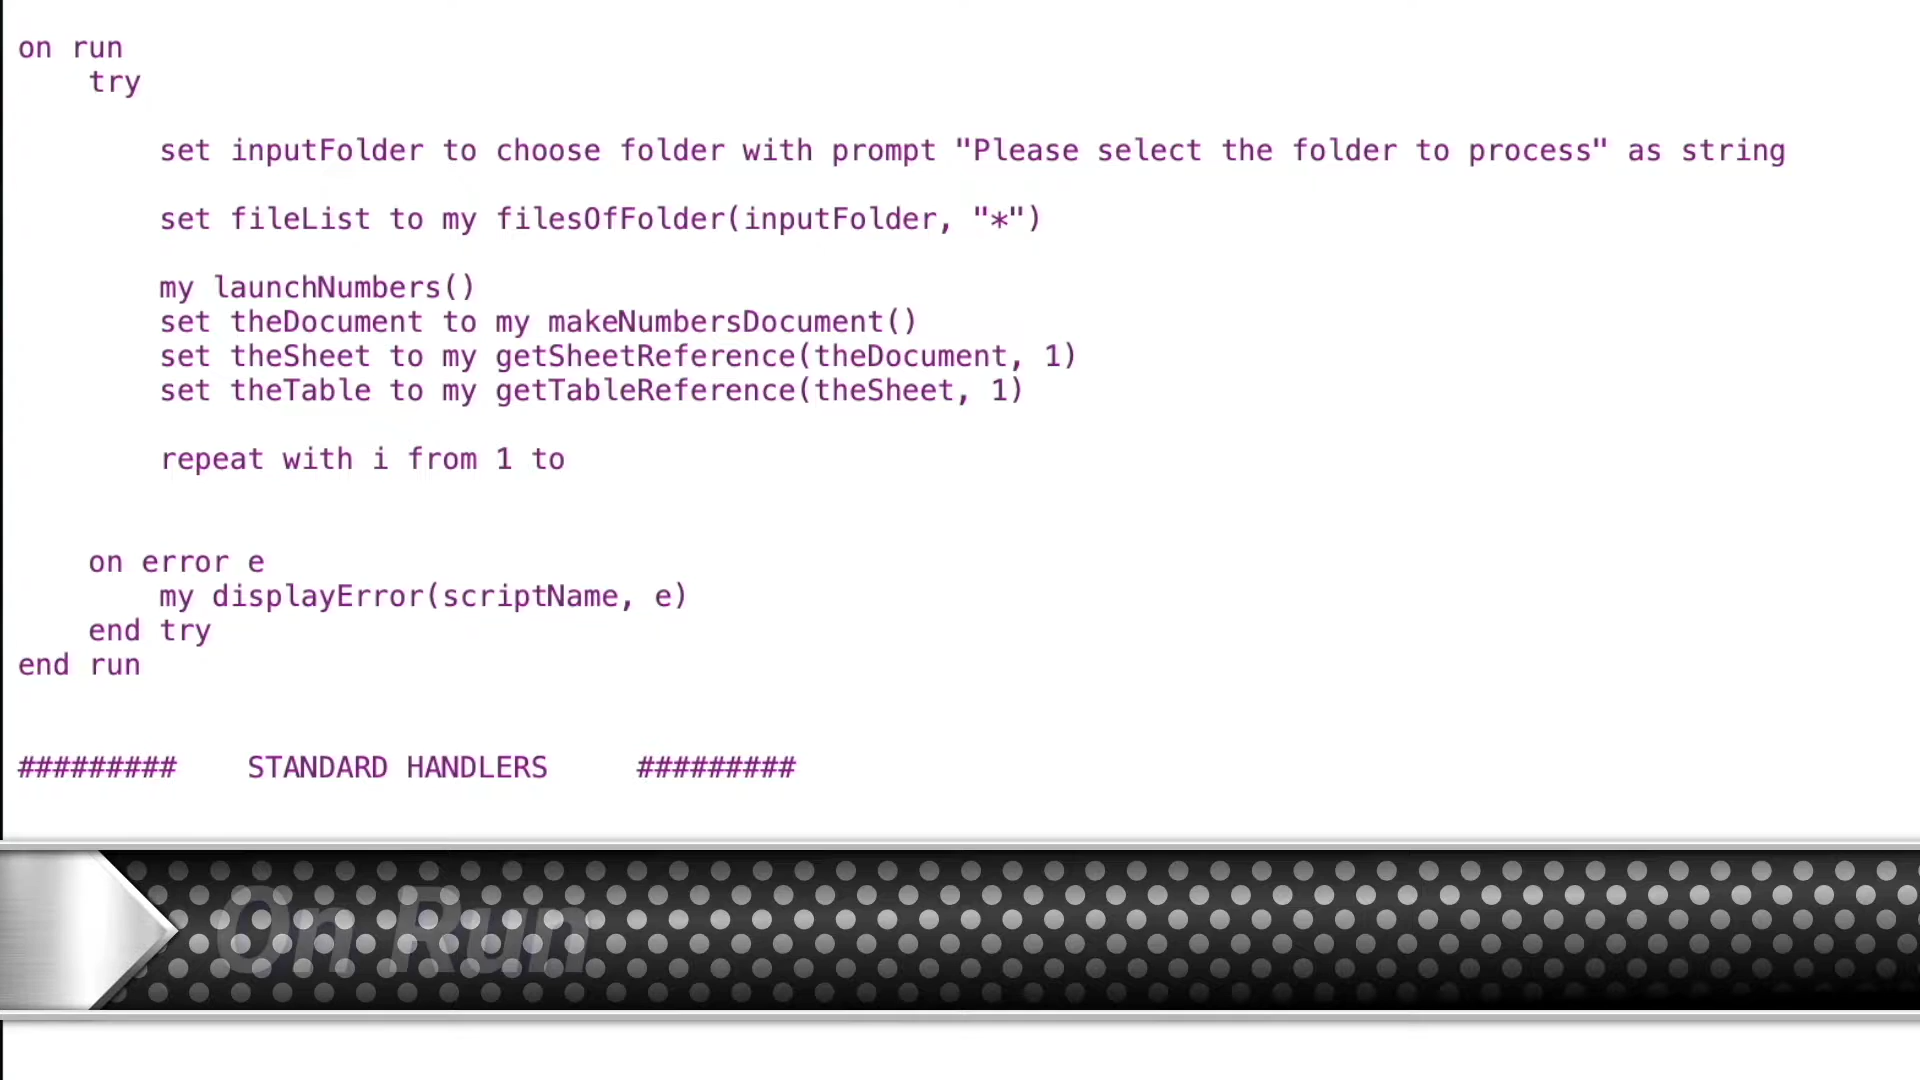 on run
try
set inputFolder to choose folder with prompt "Please select the folder to process" as string
set fileList to my filesOfFolder(inputFolder, "*")
my launchNumbers()
set theDocument to my makeNumbersDocument()
set theSheet to my getSheetReference(theDocument, 1)
set theTable to my getTableReference(theSheet, 1)
repeat with i from 1 to
on error e
my displayError(scriptName, e)
end try
end run
######### STANDARD HANDLERS #########
On Run